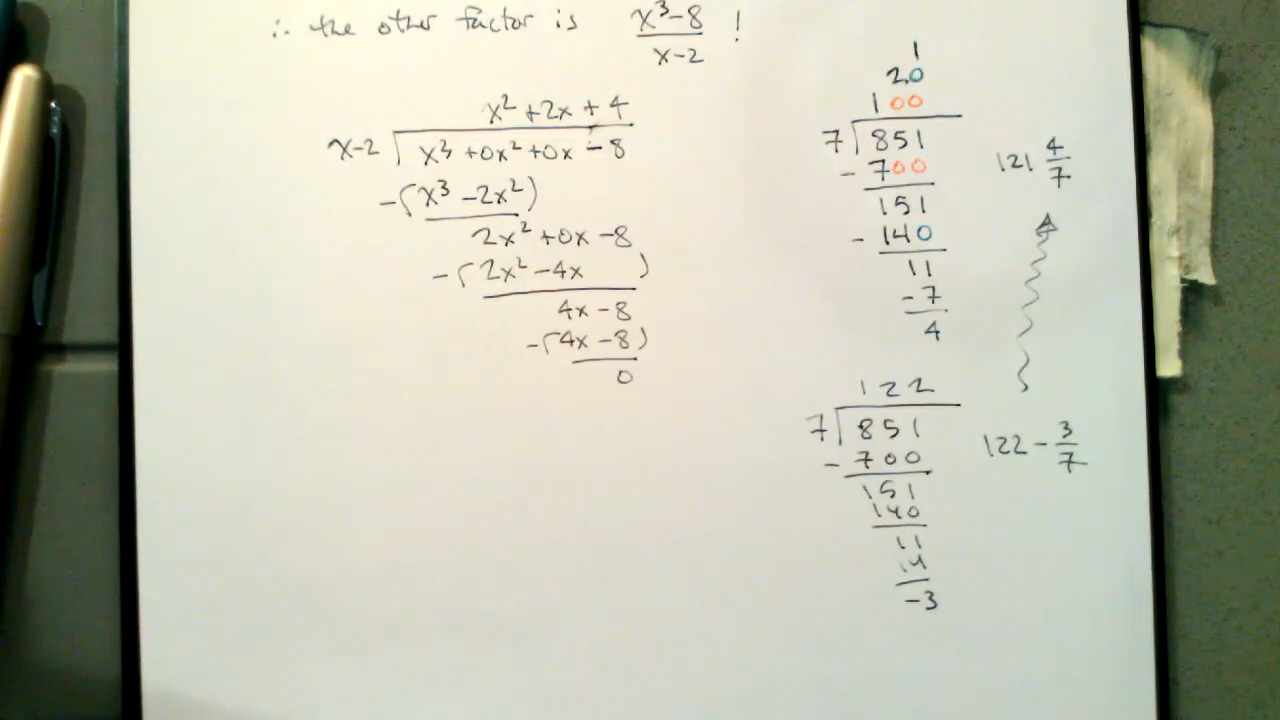 ∴ the other factor is x³-8
x-2 !
x² +2x + 4
x-2 x³ +0x² +0x - 8
-(x³ -2x²)
2x² +0x -8
-(2x² -4x )
4x -8
-(4x -8)
0
1
20
100
7 851
- 700
151
- 140
11
- 7
4
121 4/7
122
7 851
- 700
151
140
11
14
-3
122 - 3/7